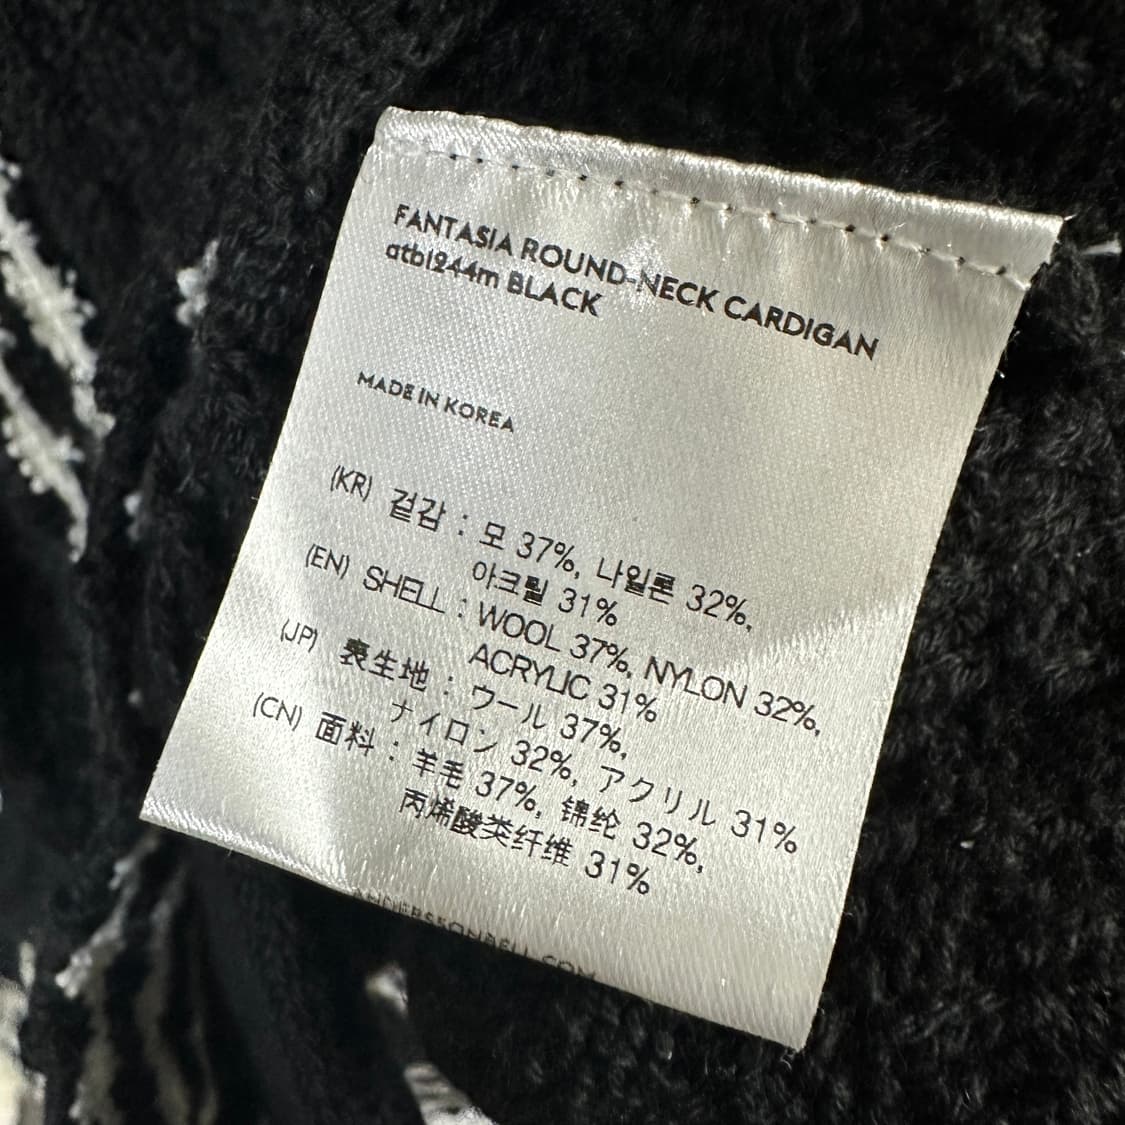 FANTASIA ROUND-NECK CARDIGAN
atb1244m BLACK
MADE IN KOREA
(KR) 겉감 : 모 37%, 나일론 32%,
아크릴 31%
(EN) SHELL : WOOL 37%, NYLON 32%,
ACRYLIC 31%
(JP) 表生地 : ウール 37%,
ナイロン 32%, アクリル 31%
(CN) 面料 : 羊毛 37%, 锦纶 32%,
丙烯酸类纤维 31%
ANDERSSONBELL.COM